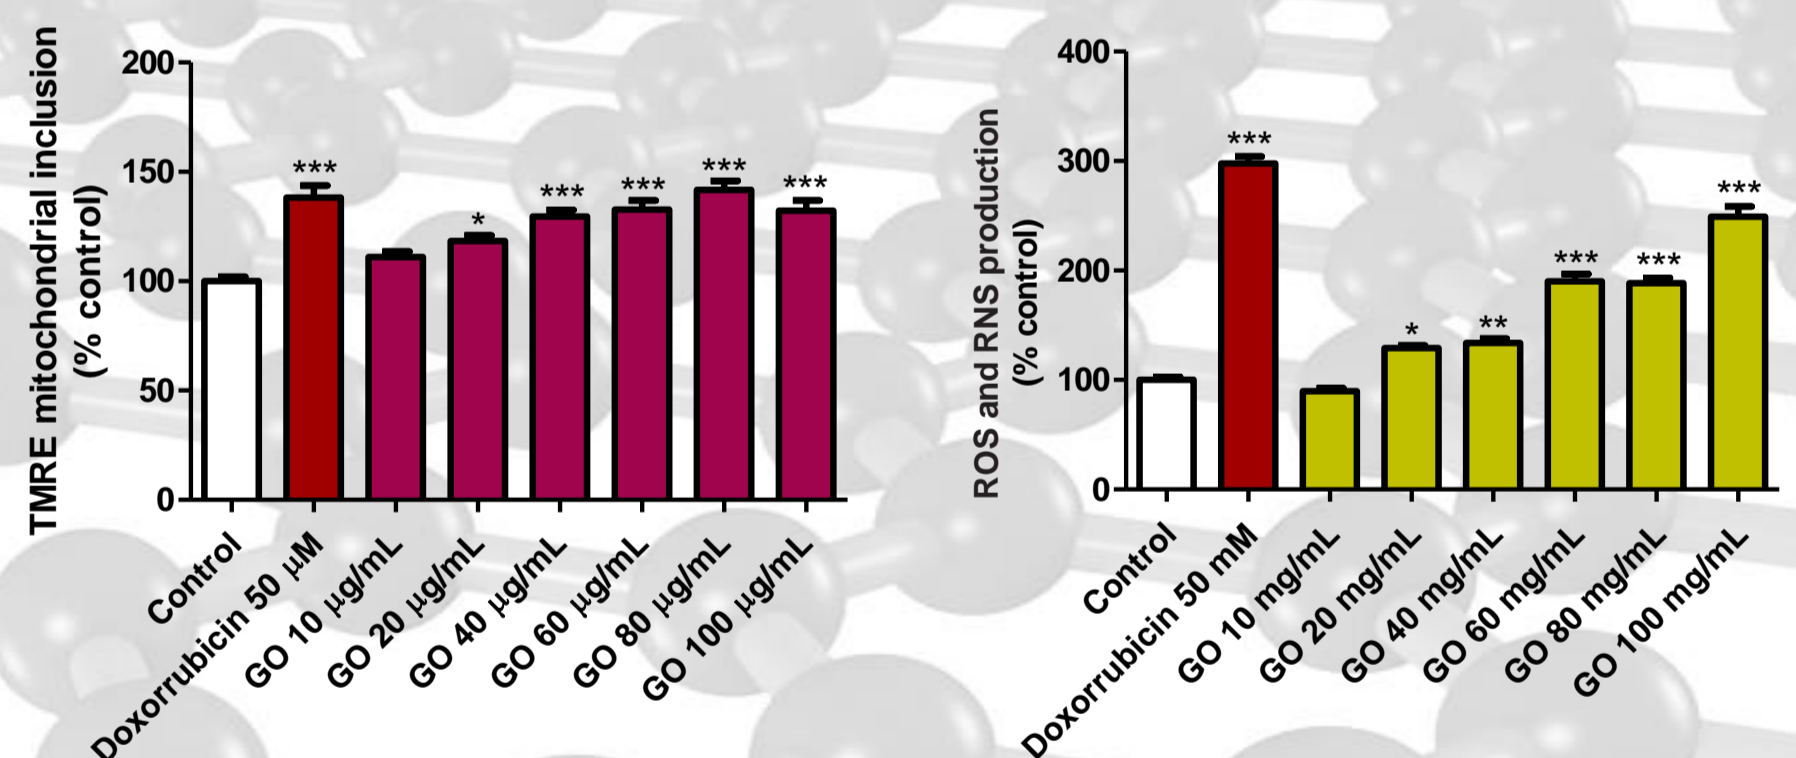 TMRE mitochondrial inclusion
(% control)
200
150
100
50
0
***
*
***
***
***
***
Control
Doxorrubicin 50 μM
GO 10 μg/mL
GO 20 μg/mL
GO 40 μg/mL
GO 60 μg/mL
GO 80 μg/mL
GO 100 μg/mL
ROS and RNS production
(% control)
400
300
200
100
0
***
*
**
***
***
***
Control
Doxorrubicin 50 mM
GO 10 mg/mL
GO 20 mg/mL
GO 40 mg/mL
GO 60 mg/mL
GO 80 mg/mL
GO 100 mg/mL